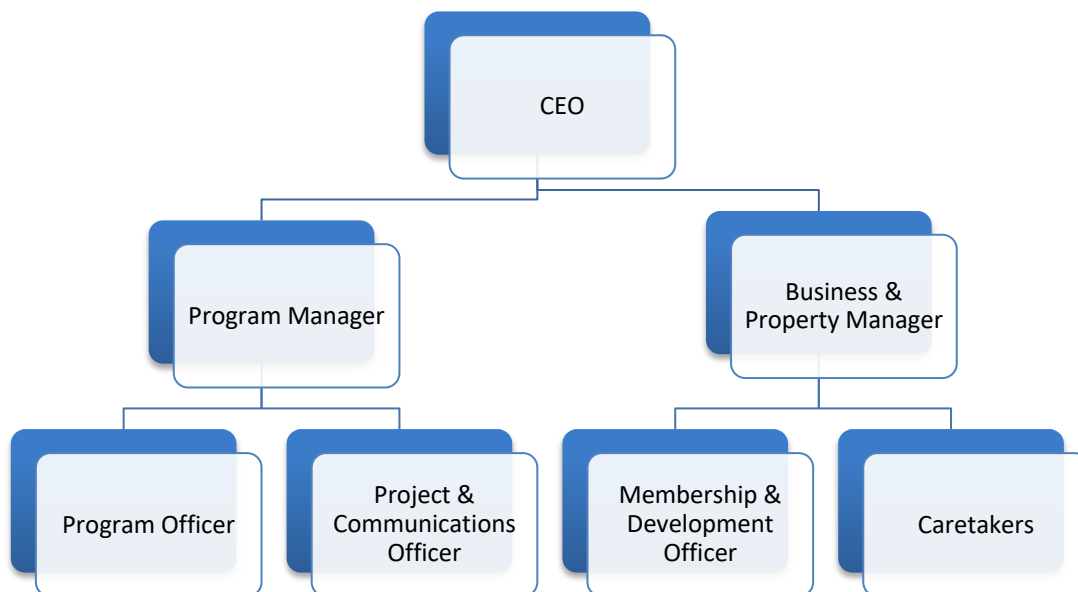 CEO
Program Manager
Business &
Property Manager
Program Officer
Project &
Communications
Officer
Membership &
Development
Officer
Caretakers